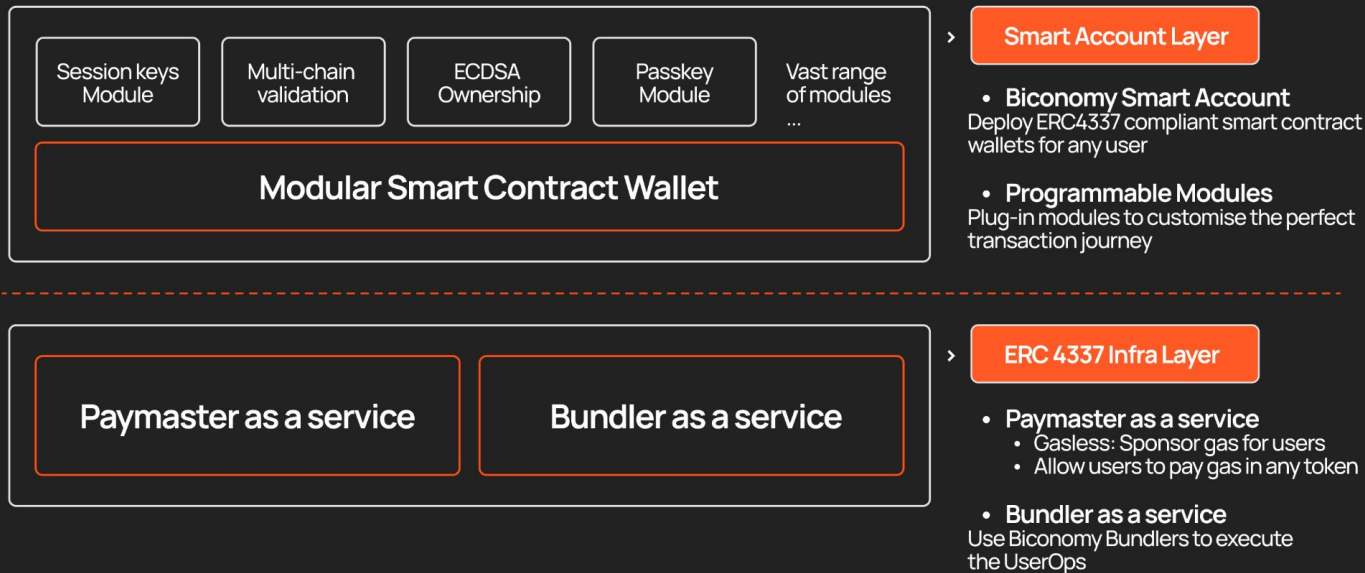 Session keys
Module
Multi-chain
validation
ECDSA
Ownership
Passkey
Module
Vast range
of modules
...
Modular Smart Contract Wallet
> Smart Account Layer
• Biconomy Smart Account
Deploy ERC4337 compliant smart contract
wallets for any user
• Programmable Modules
Plug-in modules to customise the perfect
transaction journey
Paymaster as a service
Bundler as a service
> ERC 4337 Infra Layer
• Paymaster as a service
• Gasless: Sponsor gas for users
• Allow users to pay gas in any token
• Bundler as a service
Use Biconomy Bundlers to execute
the UserOps